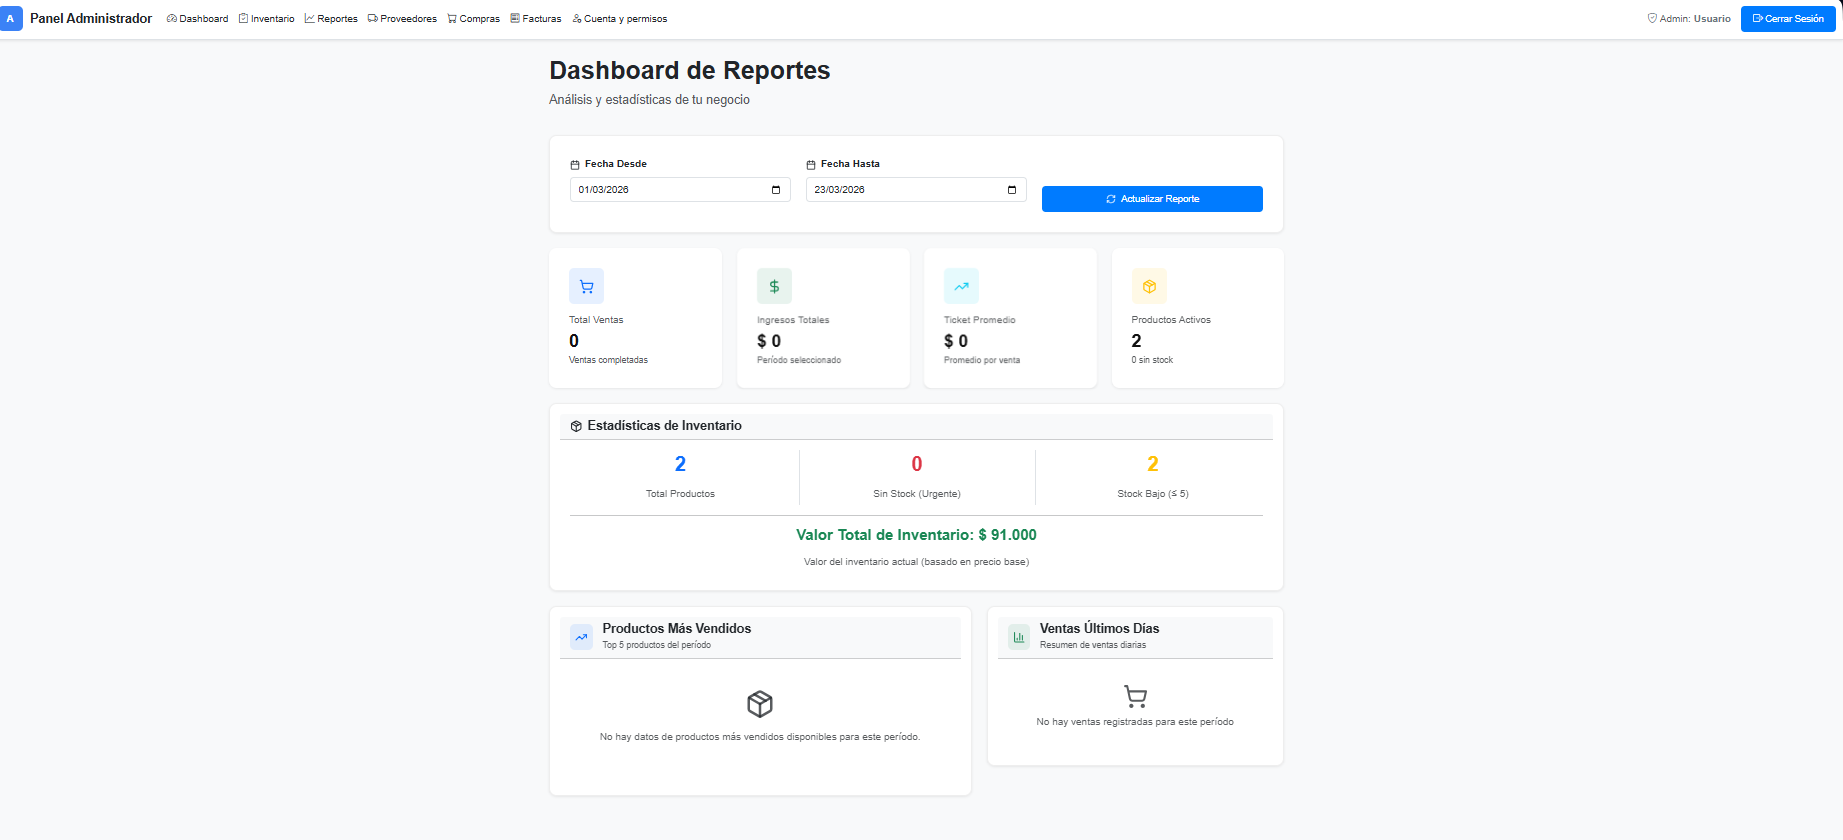 A Panel Administrador Dashboard Inventario Reportes Proveedores Compras Facturas Cuenta y permisos Admin: Usuario Cerrar Sesión
Dashboard de Reportes
Análisis y estadísticas de tu negocio
Fecha Desde
01/03/2026
Fecha Hasta
23/03/2026
Actualizar Reporte
Total Ventas
0
Ventas completadas
Ingresos Totales
$ 0
Período seleccionado
Ticket Promedio
$ 0
Promedio por venta
Productos Activos
2
0 sin stock
Estadísticas de Inventario
2
Total Productos
0
Sin Stock (Urgente)
2
Stock Bajo (≤ 5)
Valor Total de Inventario: $ 91.000
Valor del inventario actual (basado en precio base)
Productos Más Vendidos
Top 5 productos del período
No hay datos de productos más vendidos disponibles para este período.
Ventas Últimos Días
Resumen de ventas diarias
No hay ventas registradas para este período